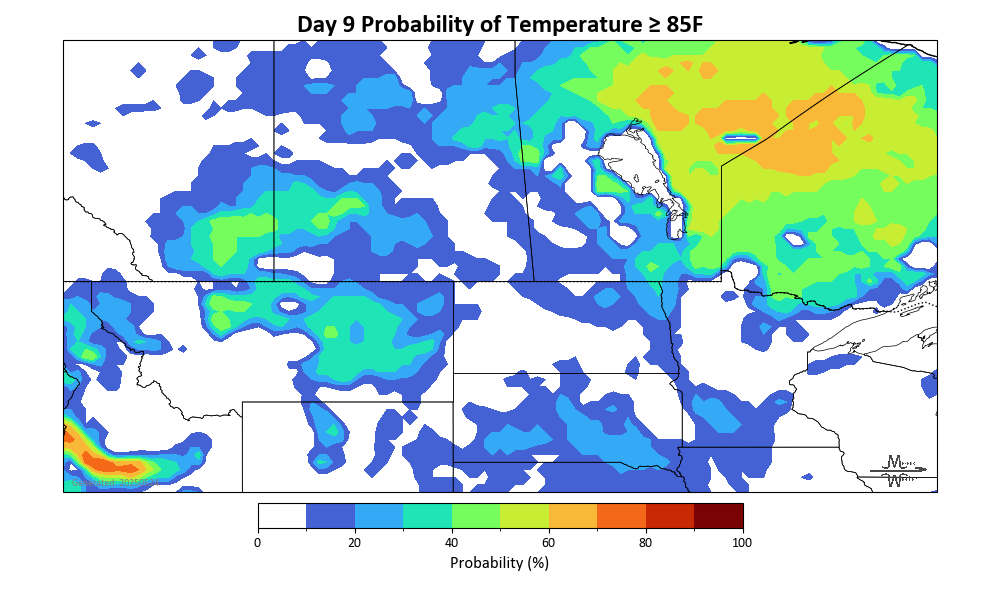 Day 9 Probability of Temperature ≥ 85F
M
W
0 20 40 60 80 100
Probability (%)